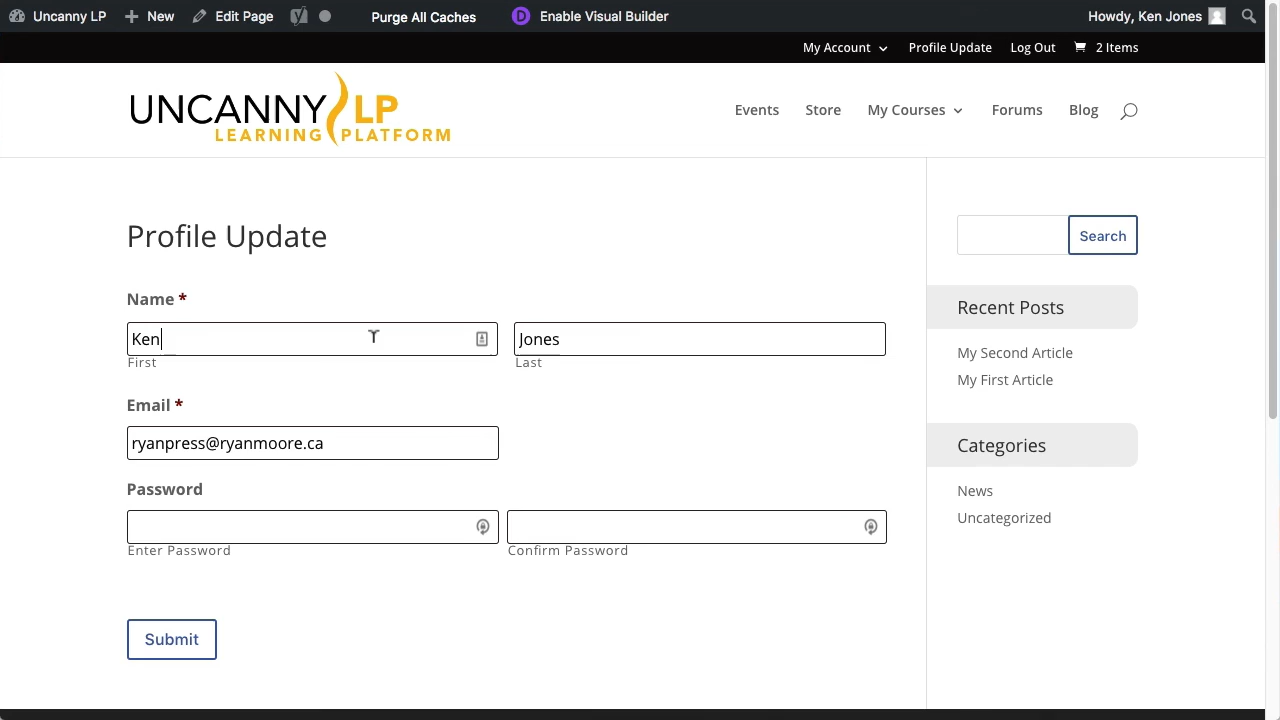 Uncanny LP New Edit Page Purge All Caches D Enable Visual Builder Howdy, Ken Jones
My Account Profile Update Log Out 2 Items
UNCANNY LP
LEARNING PLATFORM
Events Store My Courses Forums Blog
Profile Update
Name *
Ken Jones
First Last
Email *
ryanpress@ryanmoore.ca
Password
Enter Password Confirm Password
Submit
Search
Recent Posts
My Second Article
My First Article
Categories
News
Uncategorized